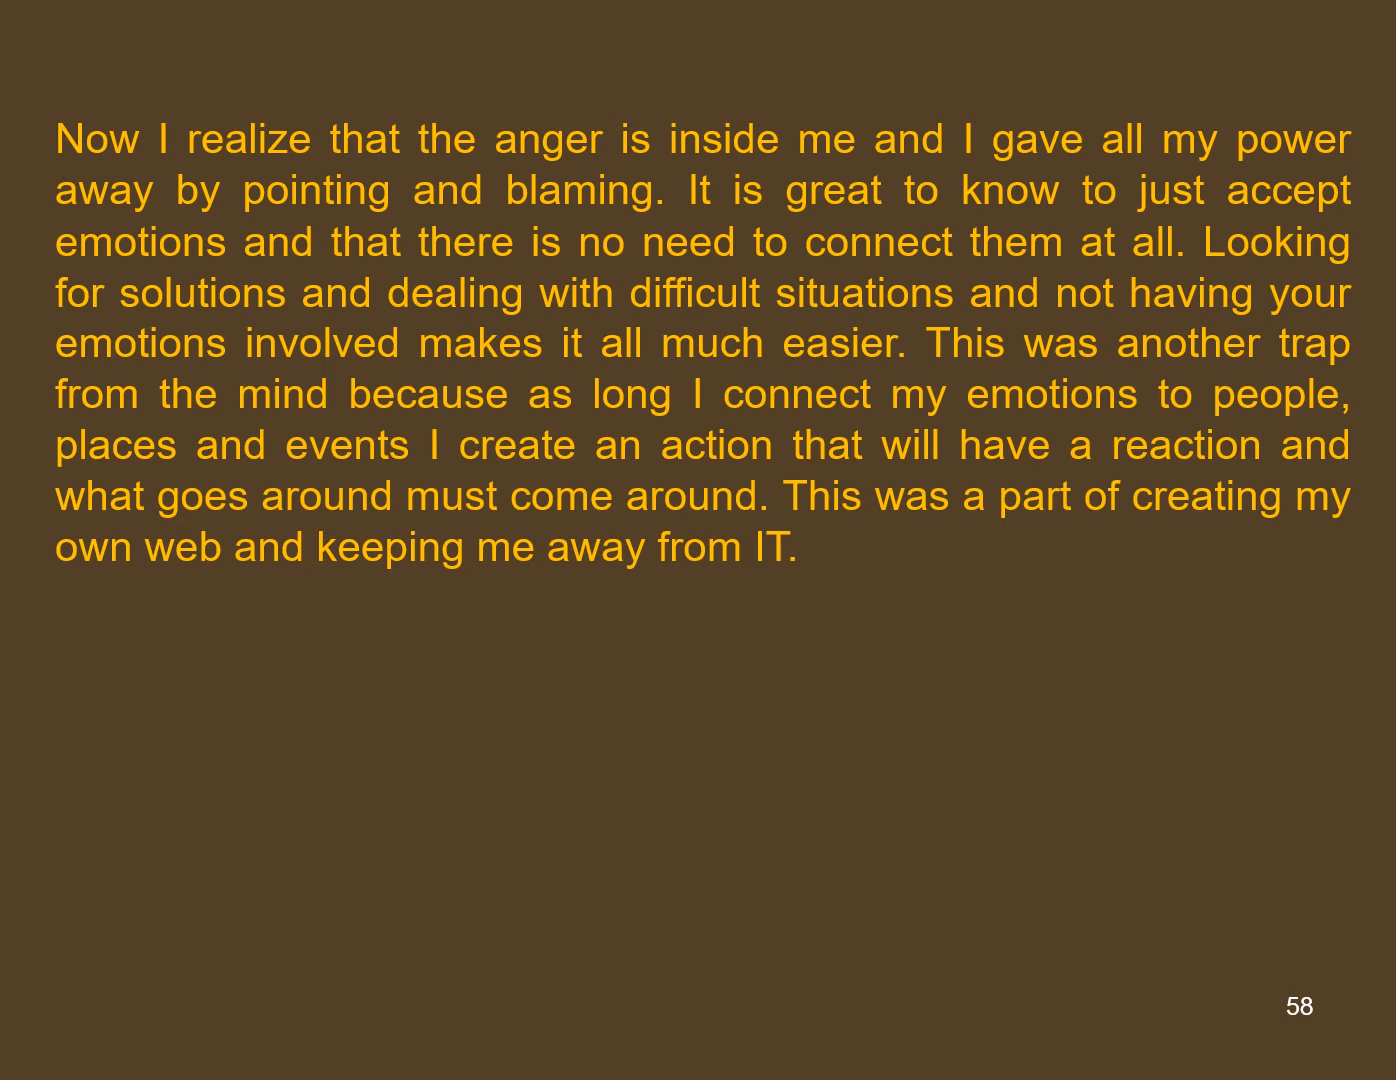 Now I realize that the anger is inside me and I gave all my power
away by pointing and blaming. It is great to know to just accept
emotions and that there is no need to connect them at all. Looking
for solutions and dealing with difficult situations and not having your
emotions involved makes it all much easier. This was another trap
from the mind because as long I connect my emotions to people,
places and events I create an action that will have a reaction and
what goes around must come around. This was a part of creating my
own web and keeping me away from IT.
58